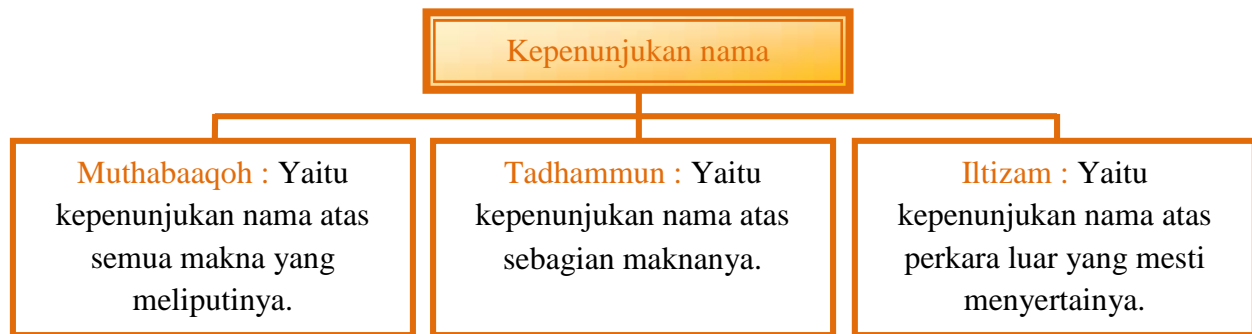 Kepenunjukan nama
Muthabaaqoh : Yaitu
kepenunjukan nama atas
semua makna yang
meliputinya.
Tadhammun : Yaitu
kepenunjukan nama atas
sebagian maknanya.
Iltizam : Yaitu
kepenunjukan nama atas
perkara luar yang mesti
menyertainya.